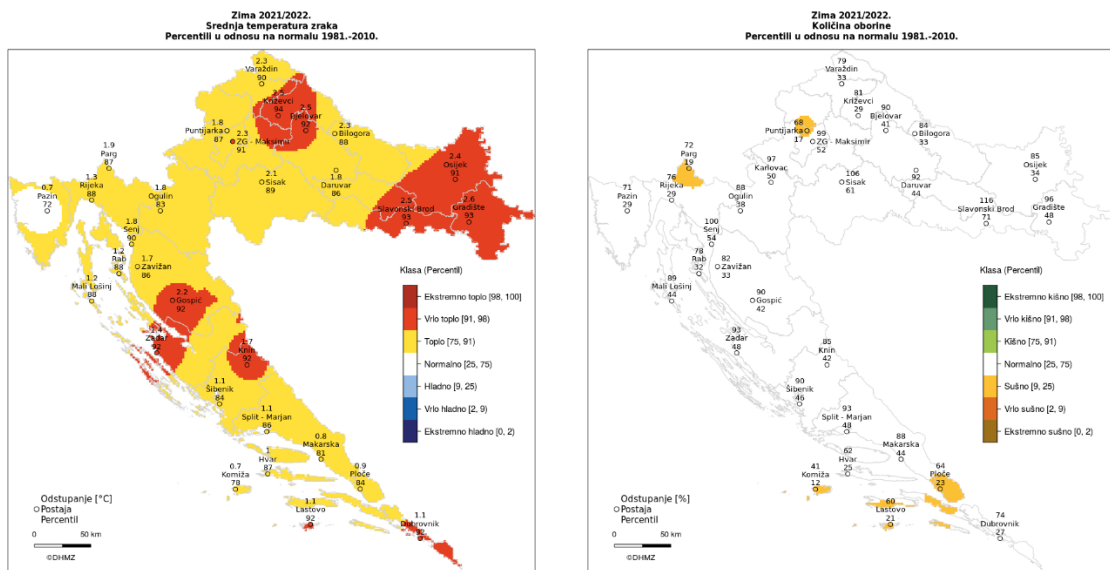 Zima 2021/2022.
Srednja temperatura zraka
Percentili u odnosu na normalu 1981.-2010.
2.3
Varaždin
90
2.5
Križevci
94
2.5
Bjelovar
92
1.8
Puntijarka
87
2.3
ZG - Maksimir
91
2.3
Bilogora
88
1.9
Parg
87
2.4
Osijek
91
0.7
Pazin
72
1.3
Rijeka
88
1.8
Ogulin
83
2.1
Sisak
89
1.8
Daruvar
86
2.5
Slavonski Brod
93
2.6
Gradište
93
1.8
Senj
90
1.2
Rab
88
1.7
Zavižan
86
1.2
Mali Lošinj
88
2.2
Gospić
92
1.4
Zadar
92
1.7
Knin
92
1.1
Šibenik
84
1.1
Split - Marjan
86
0.8
Makarska
81
1
Hvar
87
0.7
Komiža
78
0.9
Ploče
84
1.1
Lastovo
92
1.1
Dubrovnik
92
Klasa (Percentil)
Ekstremno toplo [98, 100]
Vrlo toplo [91, 98)
Toplo [75, 91)
Normalno [25, 75)
Hladno [9, 25)
Vrlo hladno [2, 9)
Ekstremno hladno [0, 2)
Odstupanje [°C]
Postaja
Percentil
0 50 km
©DHMZ
Zima 2021/2022.
Količina oborine
Percentili u odnosu na normalu 1981.-2010.
79
Varaždin
33
81
Križevci
29
90
Bjelovar
41
68
Puntijarka
17
99
ZG - Maksimir
52
84
Bilogora
33
72
Parg
19
85
Osijek
34
71
Pazin
29
76
Rijeka
29
97
Karlovac
50
88
Ogulin
38
106
Sisak
61
92
Daruvar
44
116
Slavonski Brod
71
96
Gradište
48
100
Senj
54
78
Rab
32
82
Zavižan
33
89
Mali Lošinj
44
90
Gospić
42
93
Zadar
48
85
Knin
42
90
Šibenik
46
93
Split - Marjan
48
88
Makarska
44
62
Hvar
25
41
Komiža
12
64
Ploče
23
60
Lastovo
21
74
Dubrovnik
27
Klasa (Percentil)
Ekstremno kišno [98, 100]
Vrlo kišno [91, 98)
Kišno [75, 91)
Normalno [25, 75)
Sušno [9, 25)
Vrlo sušno [2, 9)
Ekstremno sušno [0, 2)
Odstupanje [%]
Postaja
Percentil
0 50 km
©DHMZ